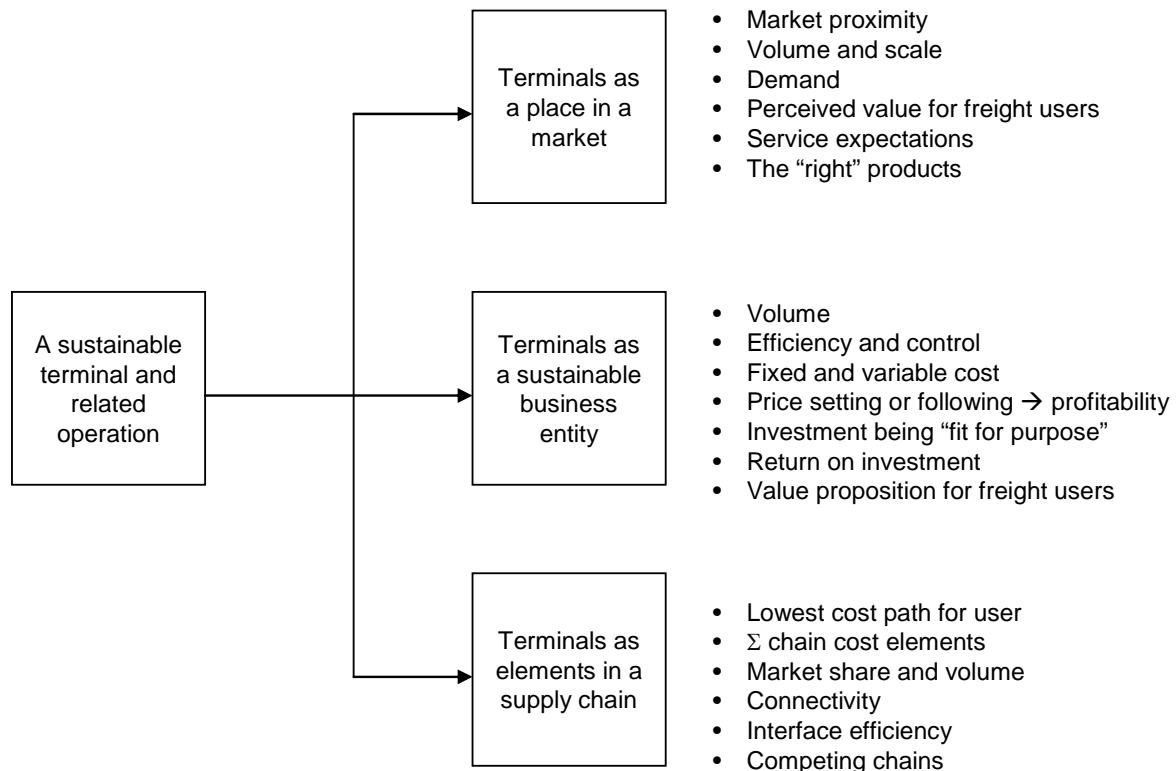 Terminals as
a place in a
market
• Market proximity
• Volume and scale
• Demand
• Perceived value for freight users
• Service expectations
• The “right” products
A sustainable
terminal and
related
operation
Terminals as
a sustainable
business
entity
• Volume
• Efficiency and control
• Fixed and variable cost
• Price setting or following → profitability
• Investment being “fit for purpose”
• Return on investment
• Value proposition for freight users
Terminals as
elements in a
supply chain
• Lowest cost path for user
• Σ chain cost elements
• Market share and volume
• Connectivity
• Interface efficiency
• Competing chains